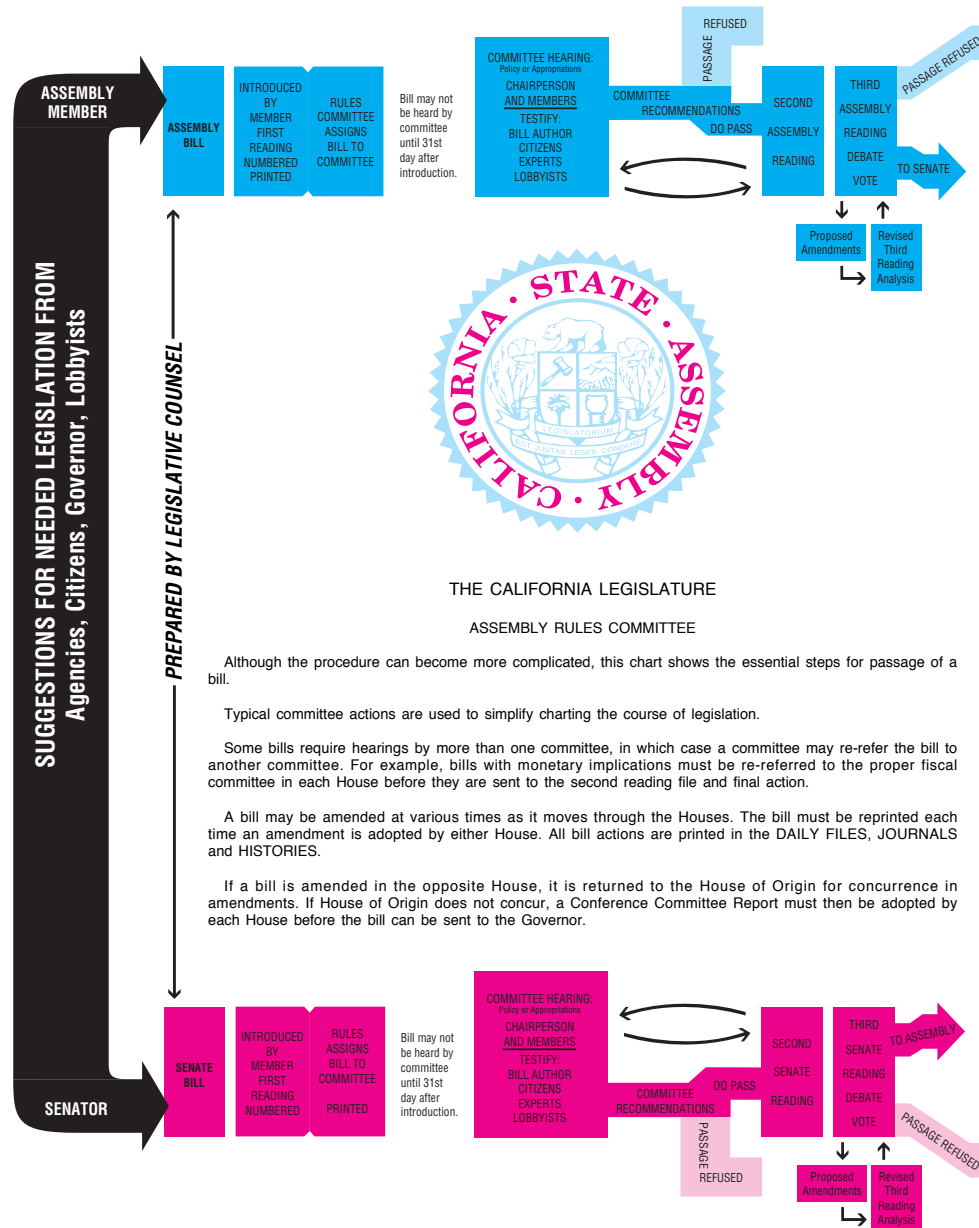 ASSEMBLY
MEMBER
SUGGESTIONS FOR NEEDED LEGISLATION FROM
Agencies, Citizens, Governor, Lobbyists
SENATOR
ASSEMBLY
BILL
INTRODUCED
BY
MEMBER
FIRST
READING
NUMBERED
PRINTED
RULES
COMMITTEE
ASSIGNS
BILL TO
COMMITTEE
Bill may not
be heard by
committee
until 31st
day after
introduction.
COMMITTEE HEARING:
Policy or Appropriations
CHAIRPERSON
AND MEMBERS
TESTIFY:
BILL AUTHOR
CITIZENS
EXPERTS
LOBBYISTS
COMMITTEE
RECOMMENDATIONS
PASSAGE
REFUSED
DO PASS
SECOND
ASSEMBLY
READING
THIRD
ASSEMBLY
READING
DEBATE
VOTE
PASSAGE REFUSED
TO SENATE
Proposed
Amendments
Revised
Third
Reading
Analysis
PREPARED BY LEGISLATIVE COUNSEL
CALIFORNIA · STATE · ASSEMBLY ·
LEGISLATORIUM
EST JUSTAS LEGES CONDERE
THE CALIFORNIA LEGISLATURE
ASSEMBLY RULES COMMITTEE
Although the procedure can become more complicated, this chart shows the essential steps for passage of a
bill.
Typical committee actions are used to simplify charting the course of legislation.
Some bills require hearings by more than one committee, in which case a committee may re-refer the bill to
another committee. For example, bills with monetary implications must be re-referred to the proper fiscal
committee in each House before they are sent to the second reading file and final action.
A bill may be amended at various times as it moves through the Houses. The bill must be reprinted each
time an amendment is adopted by either House. All bill actions are printed in the DAILY FILES, JOURNALS
and HISTORIES.
If a bill is amended in the opposite House, it is returned to the House of Origin for concurrence in
amendments. If House of Origin does not concur, a Conference Committee Report must then be adopted by
each House before the bill can be sent to the Governor.
SENATE
BILL
INTRODUCED
BY
MEMBER
FIRST
READING
NUMBERED
RULES
ASSIGNS
BILL TO
COMMITTEE
PRINTED
Bill may not
be heard by
committee
until 31st
day after
introduction.
COMMITTEE HEARING:
Policy or Appropriations
CHAIRPERSON
AND MEMBERS
TESTIFY:
BILL AUTHOR
CITIZENS
EXPERTS
LOBBYISTS
COMMITTEE
RECOMMENDATIONS
DO PASS
PASSAGE
REFUSED
SECOND
SENATE
READING
THIRD
SENATE
READING
DEBATE
VOTE
TO ASSEMBLY
PASSAGE REFUSED
Proposed
Amendments
Revised
Third
Reading
Analysis